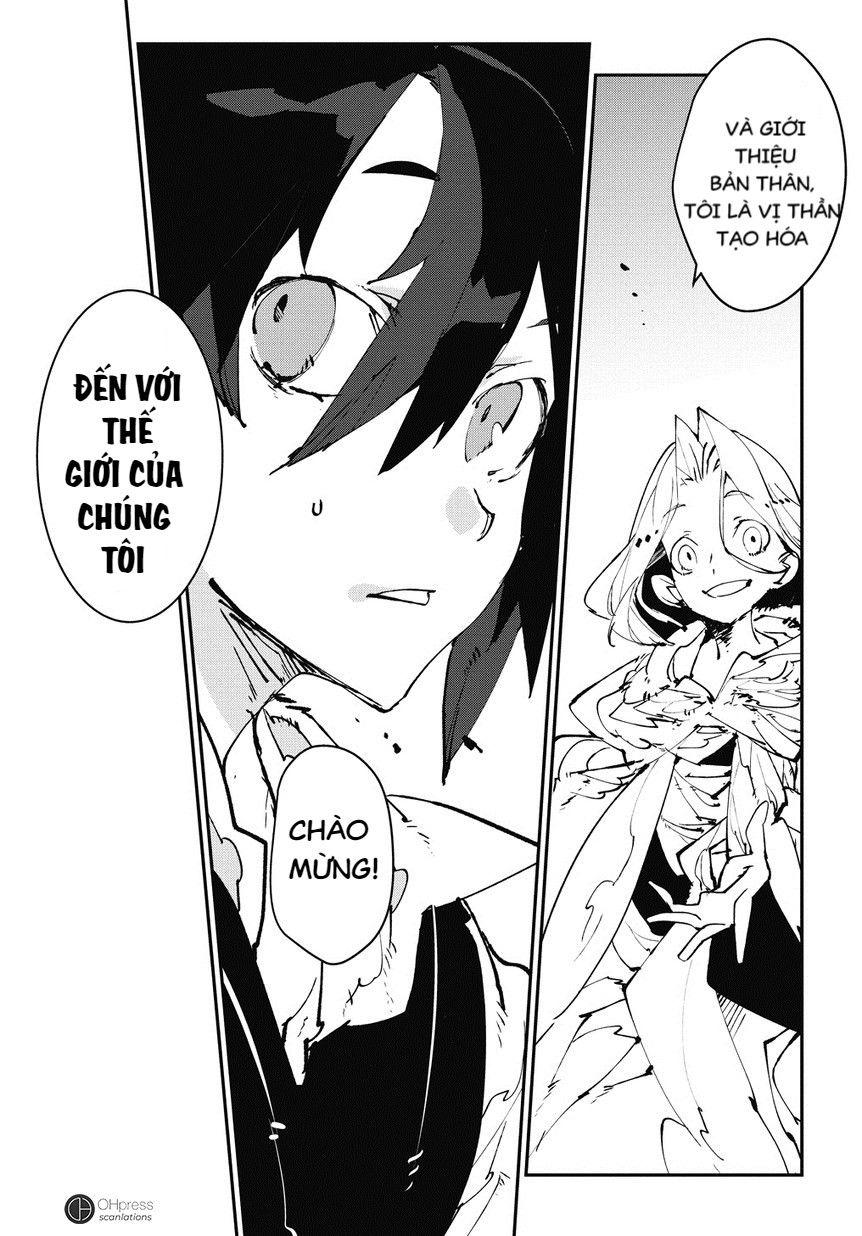 VÀ GIỚI
THIỆU
BẢN THÂN,
TÔI LÀ VỊ THẦN
TẠO HÓA
CHÀO
MỪNG!
ĐẾN VỚI
THẾ
GIỚI CỦA
CHÚNG
TÔI
OHpress
scanlations